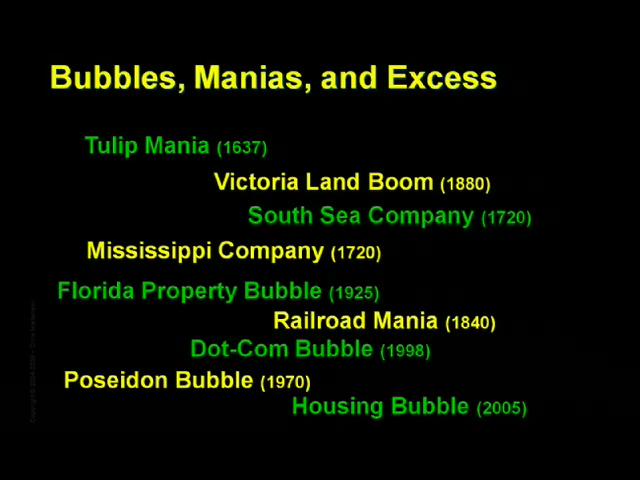 Bubbles, Manias, and Excess
Tulip Mania (1637)
Victoria Land Boom (1880)
South Sea Company (1720)
Mississippi Company (1720)
Florida Property Bubble (1925)
Railroad Mania (1840)
Dot-Com Bubble (1998)
Poseidon Bubble (1970)
Housing Bubble (2005)